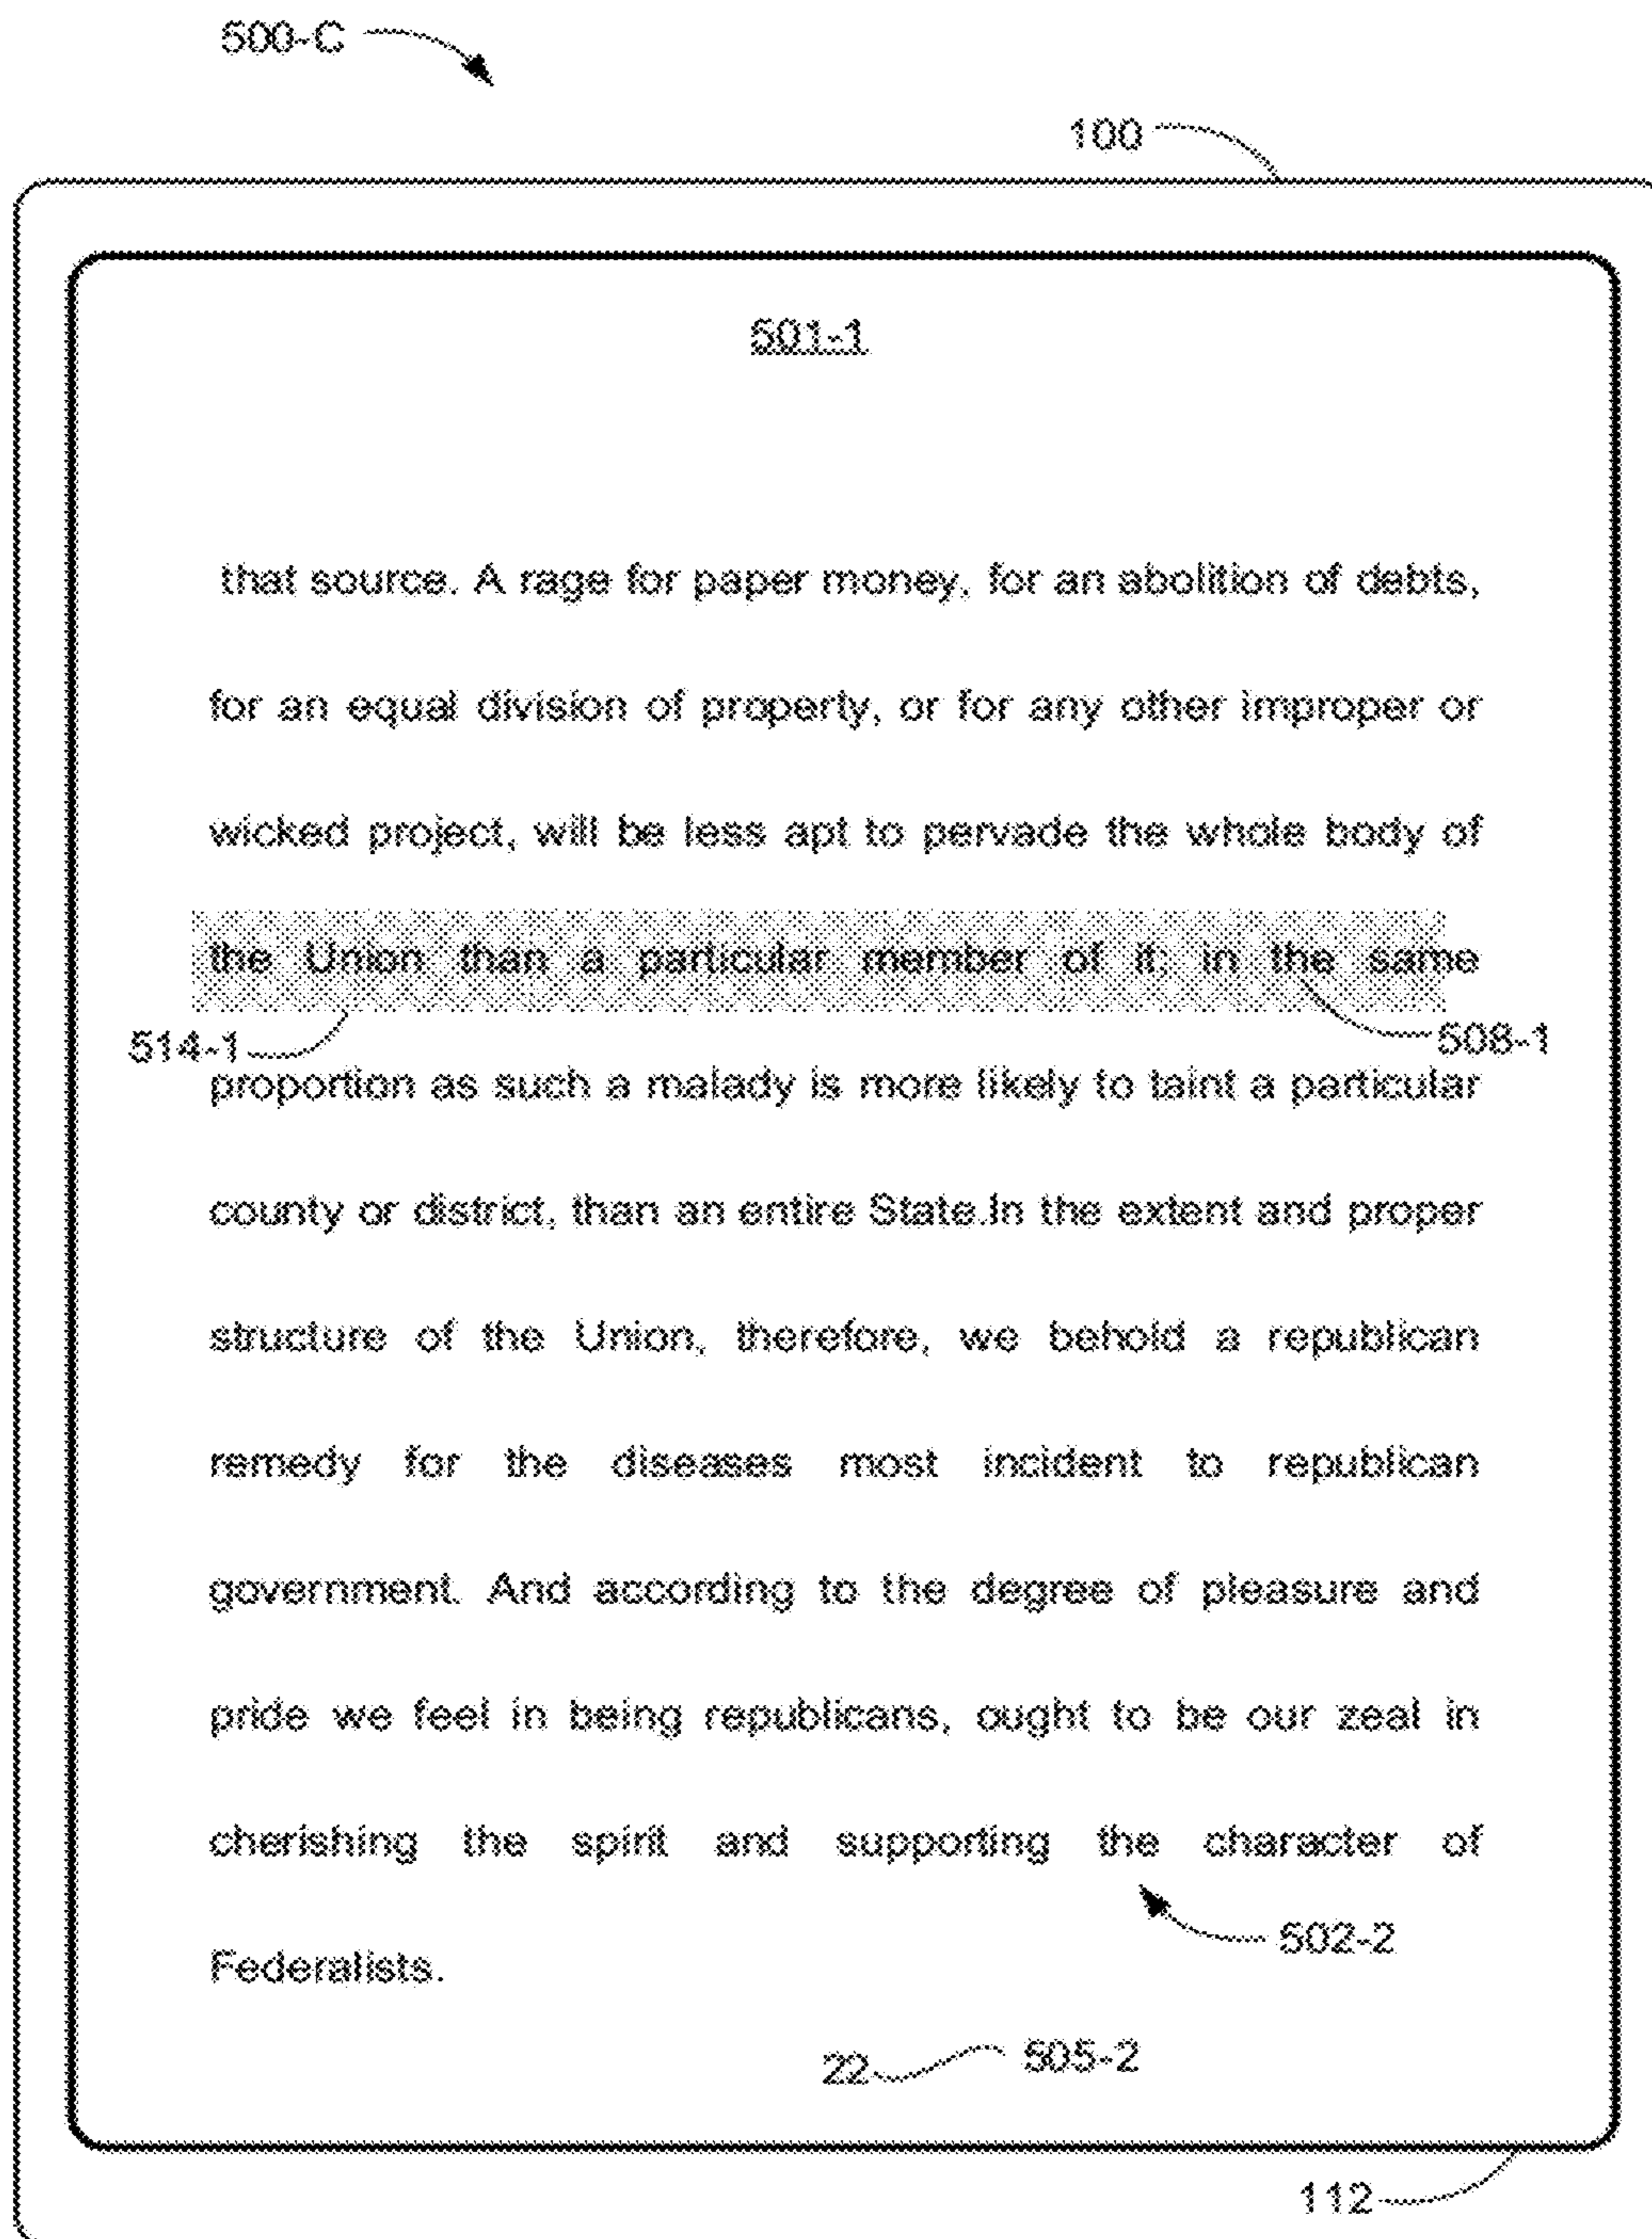 500-C
100
501-1
that source. A rage for paper money, for an abolition of debts,
for an equal division of property, or for any other improper or
wicked project, will be less apt to pervade the whole body of
the Union than a particular member of it; in the same
514-1
508-1
proportion as such a malady is more likely to taint a particular
county or district, than an entire State.In the extent and proper
structure of the Union, therefore, we behold a republican
remedy for the diseases most incident to republican
government. And according to the degree of pleasure and
pride we feel in being republicans, ought to be our zeal in
cherishing the spirit and supporting the character of
502-2
Federalists.
22 505-2
112